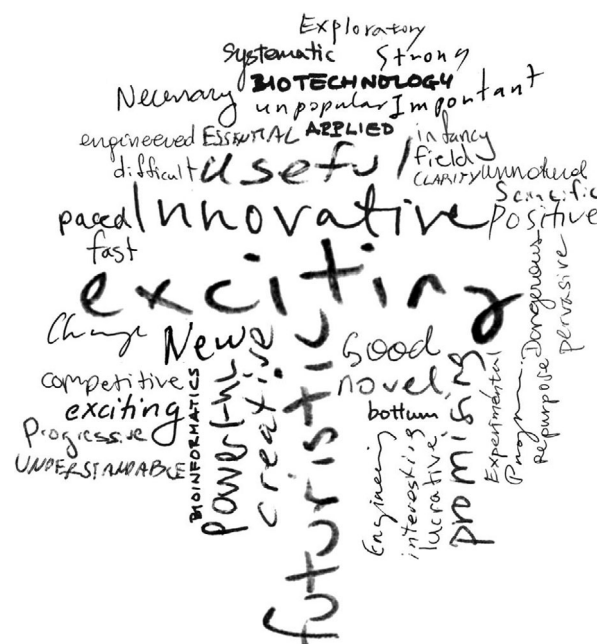 Exploratory
Systematic Strong
BIOTECHNOLOGY
Necessary unpopular Important
engineered ESSENTIAL APPLIED infancy
difficult Useful field
CLARITY unnatural
Scientific
paced Innovative Positive
fast
exciting
Change New Good
competitive novel
exciting bottum
Progressive
UNDERSTANDABLE
BIOINFORMATICS
powerful
creative
futuristic
Engineering
interesting
lucrative
promising
Experimental
repurpose
Dangerous
pervasive